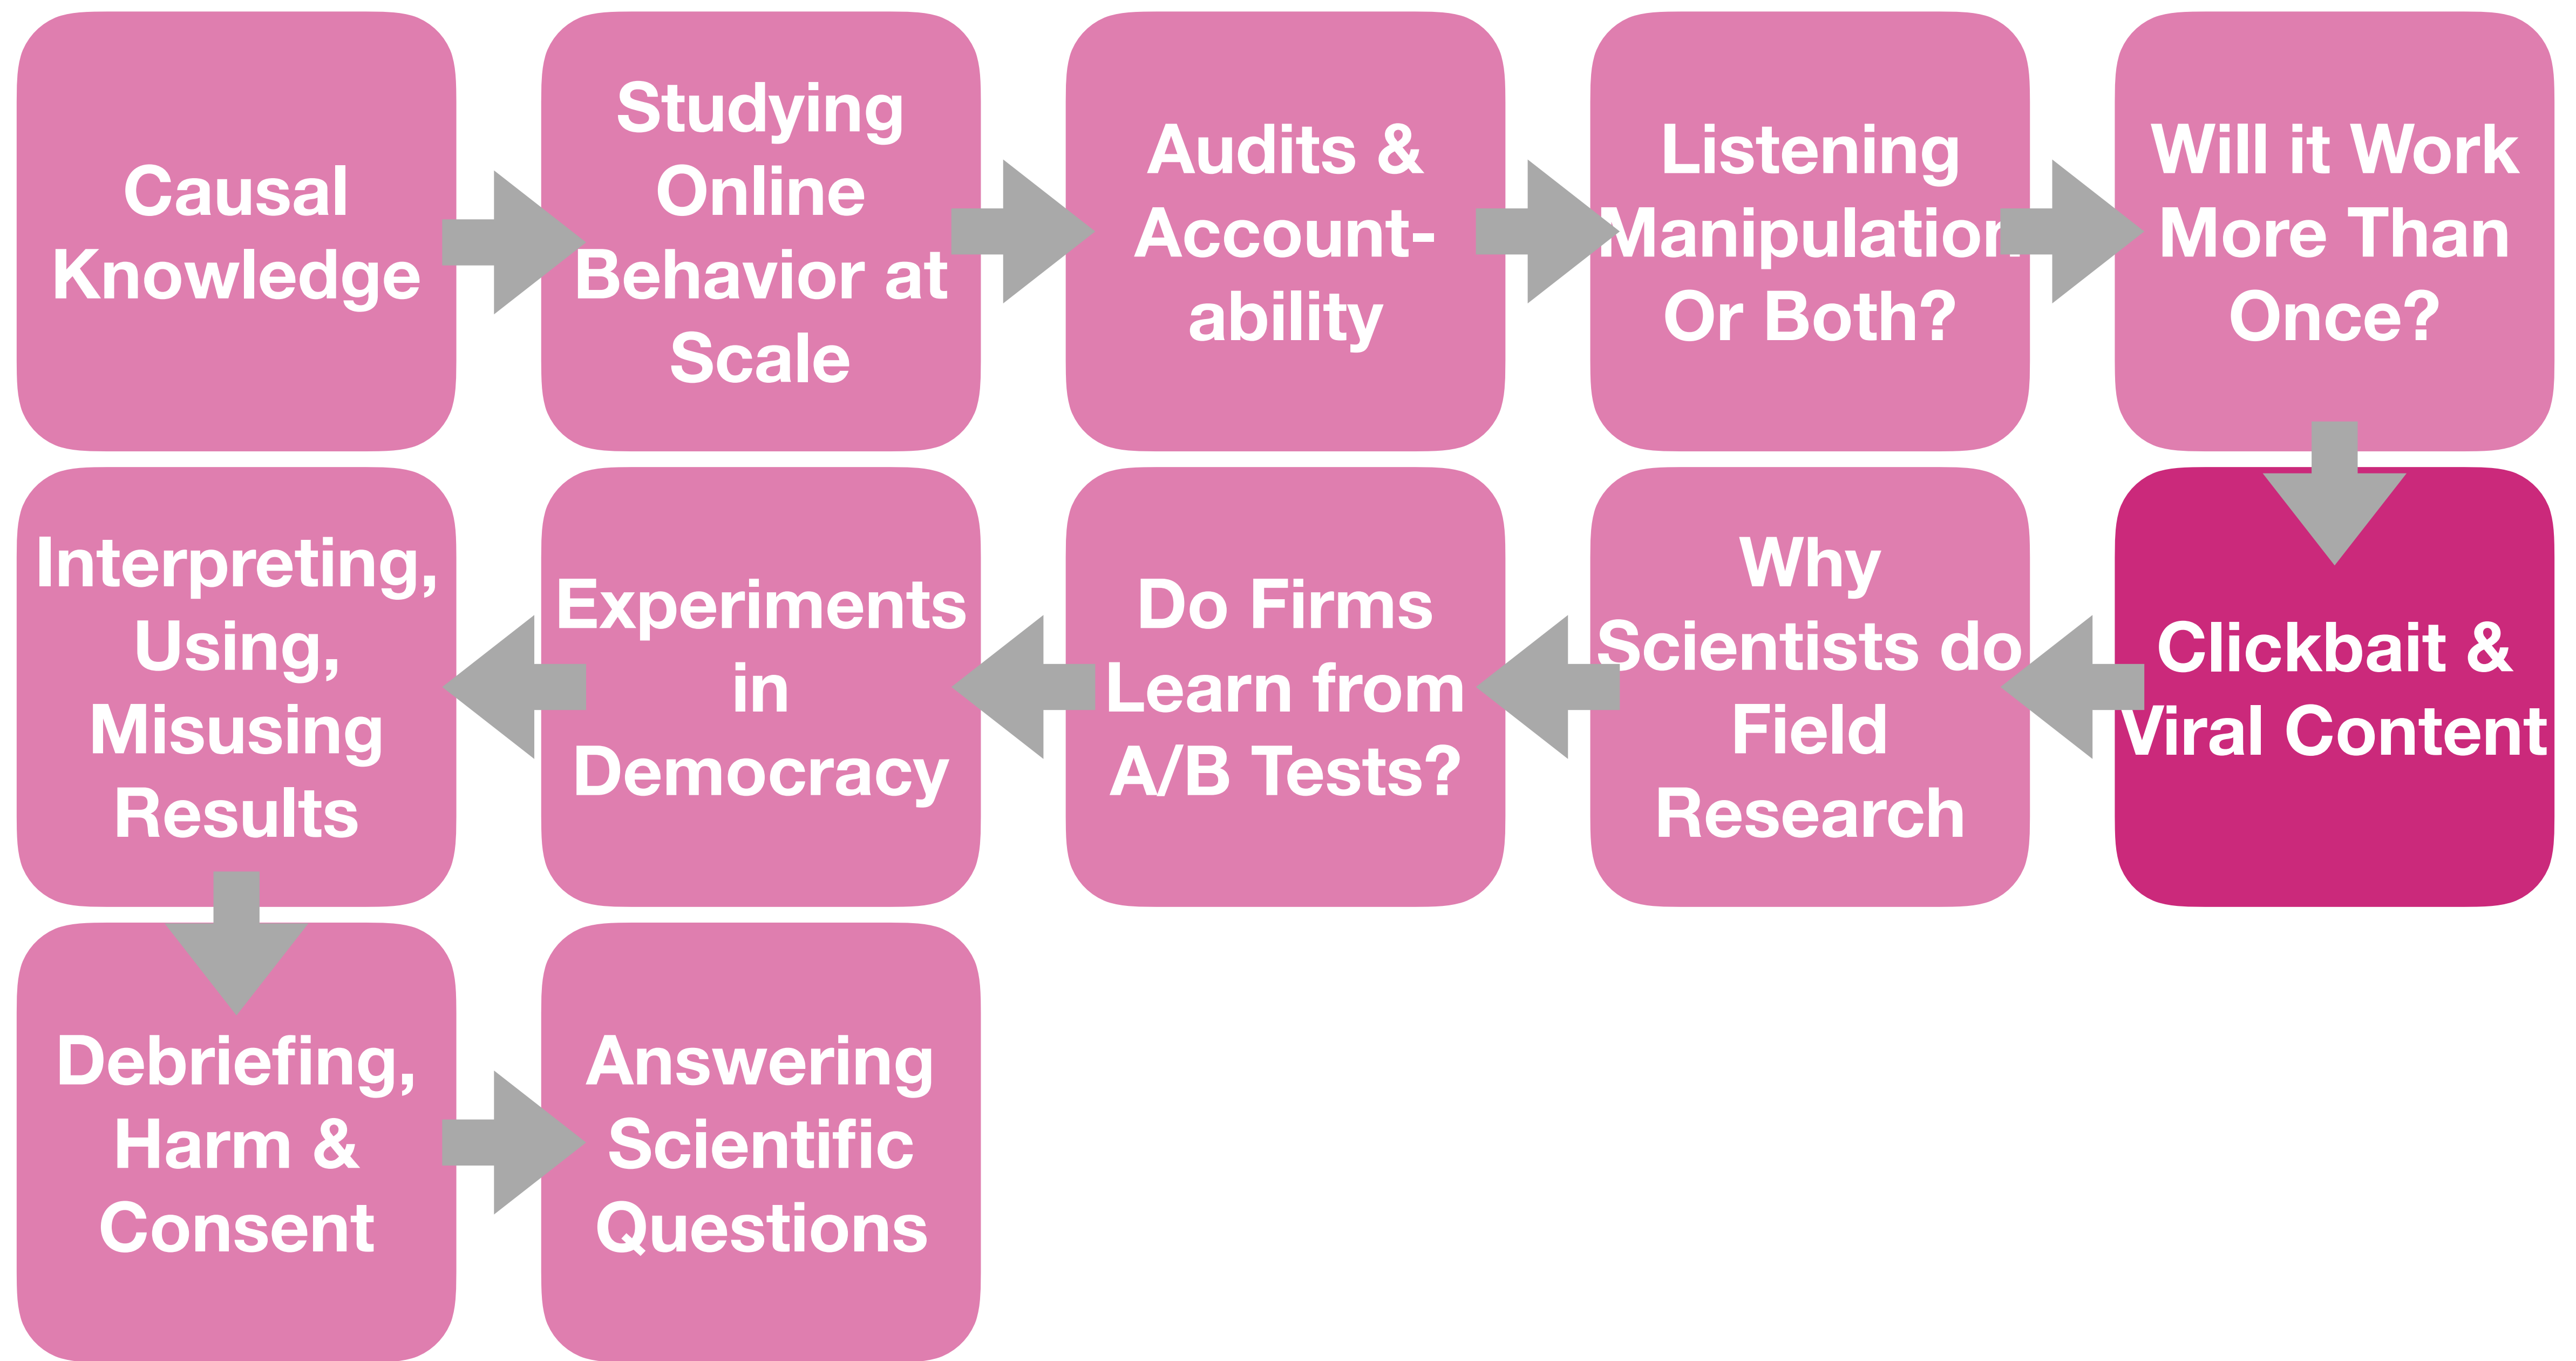 Causal
Knowledge
Studying
Online
Behavior at
Scale
Audits &
Account-
ability
Listening
Manipulation
Or Both?
Will it Work
More Than
Once?
Clickbait &
Viral Content
Why
Scientists do
Field
Research
Do Firms
Learn from
A/B Tests?
Experiments
in
Democracy
Interpreting,
Using,
Misusing
Results
Debriefing,
Harm &
Consent
Answering
Scientific
Questions